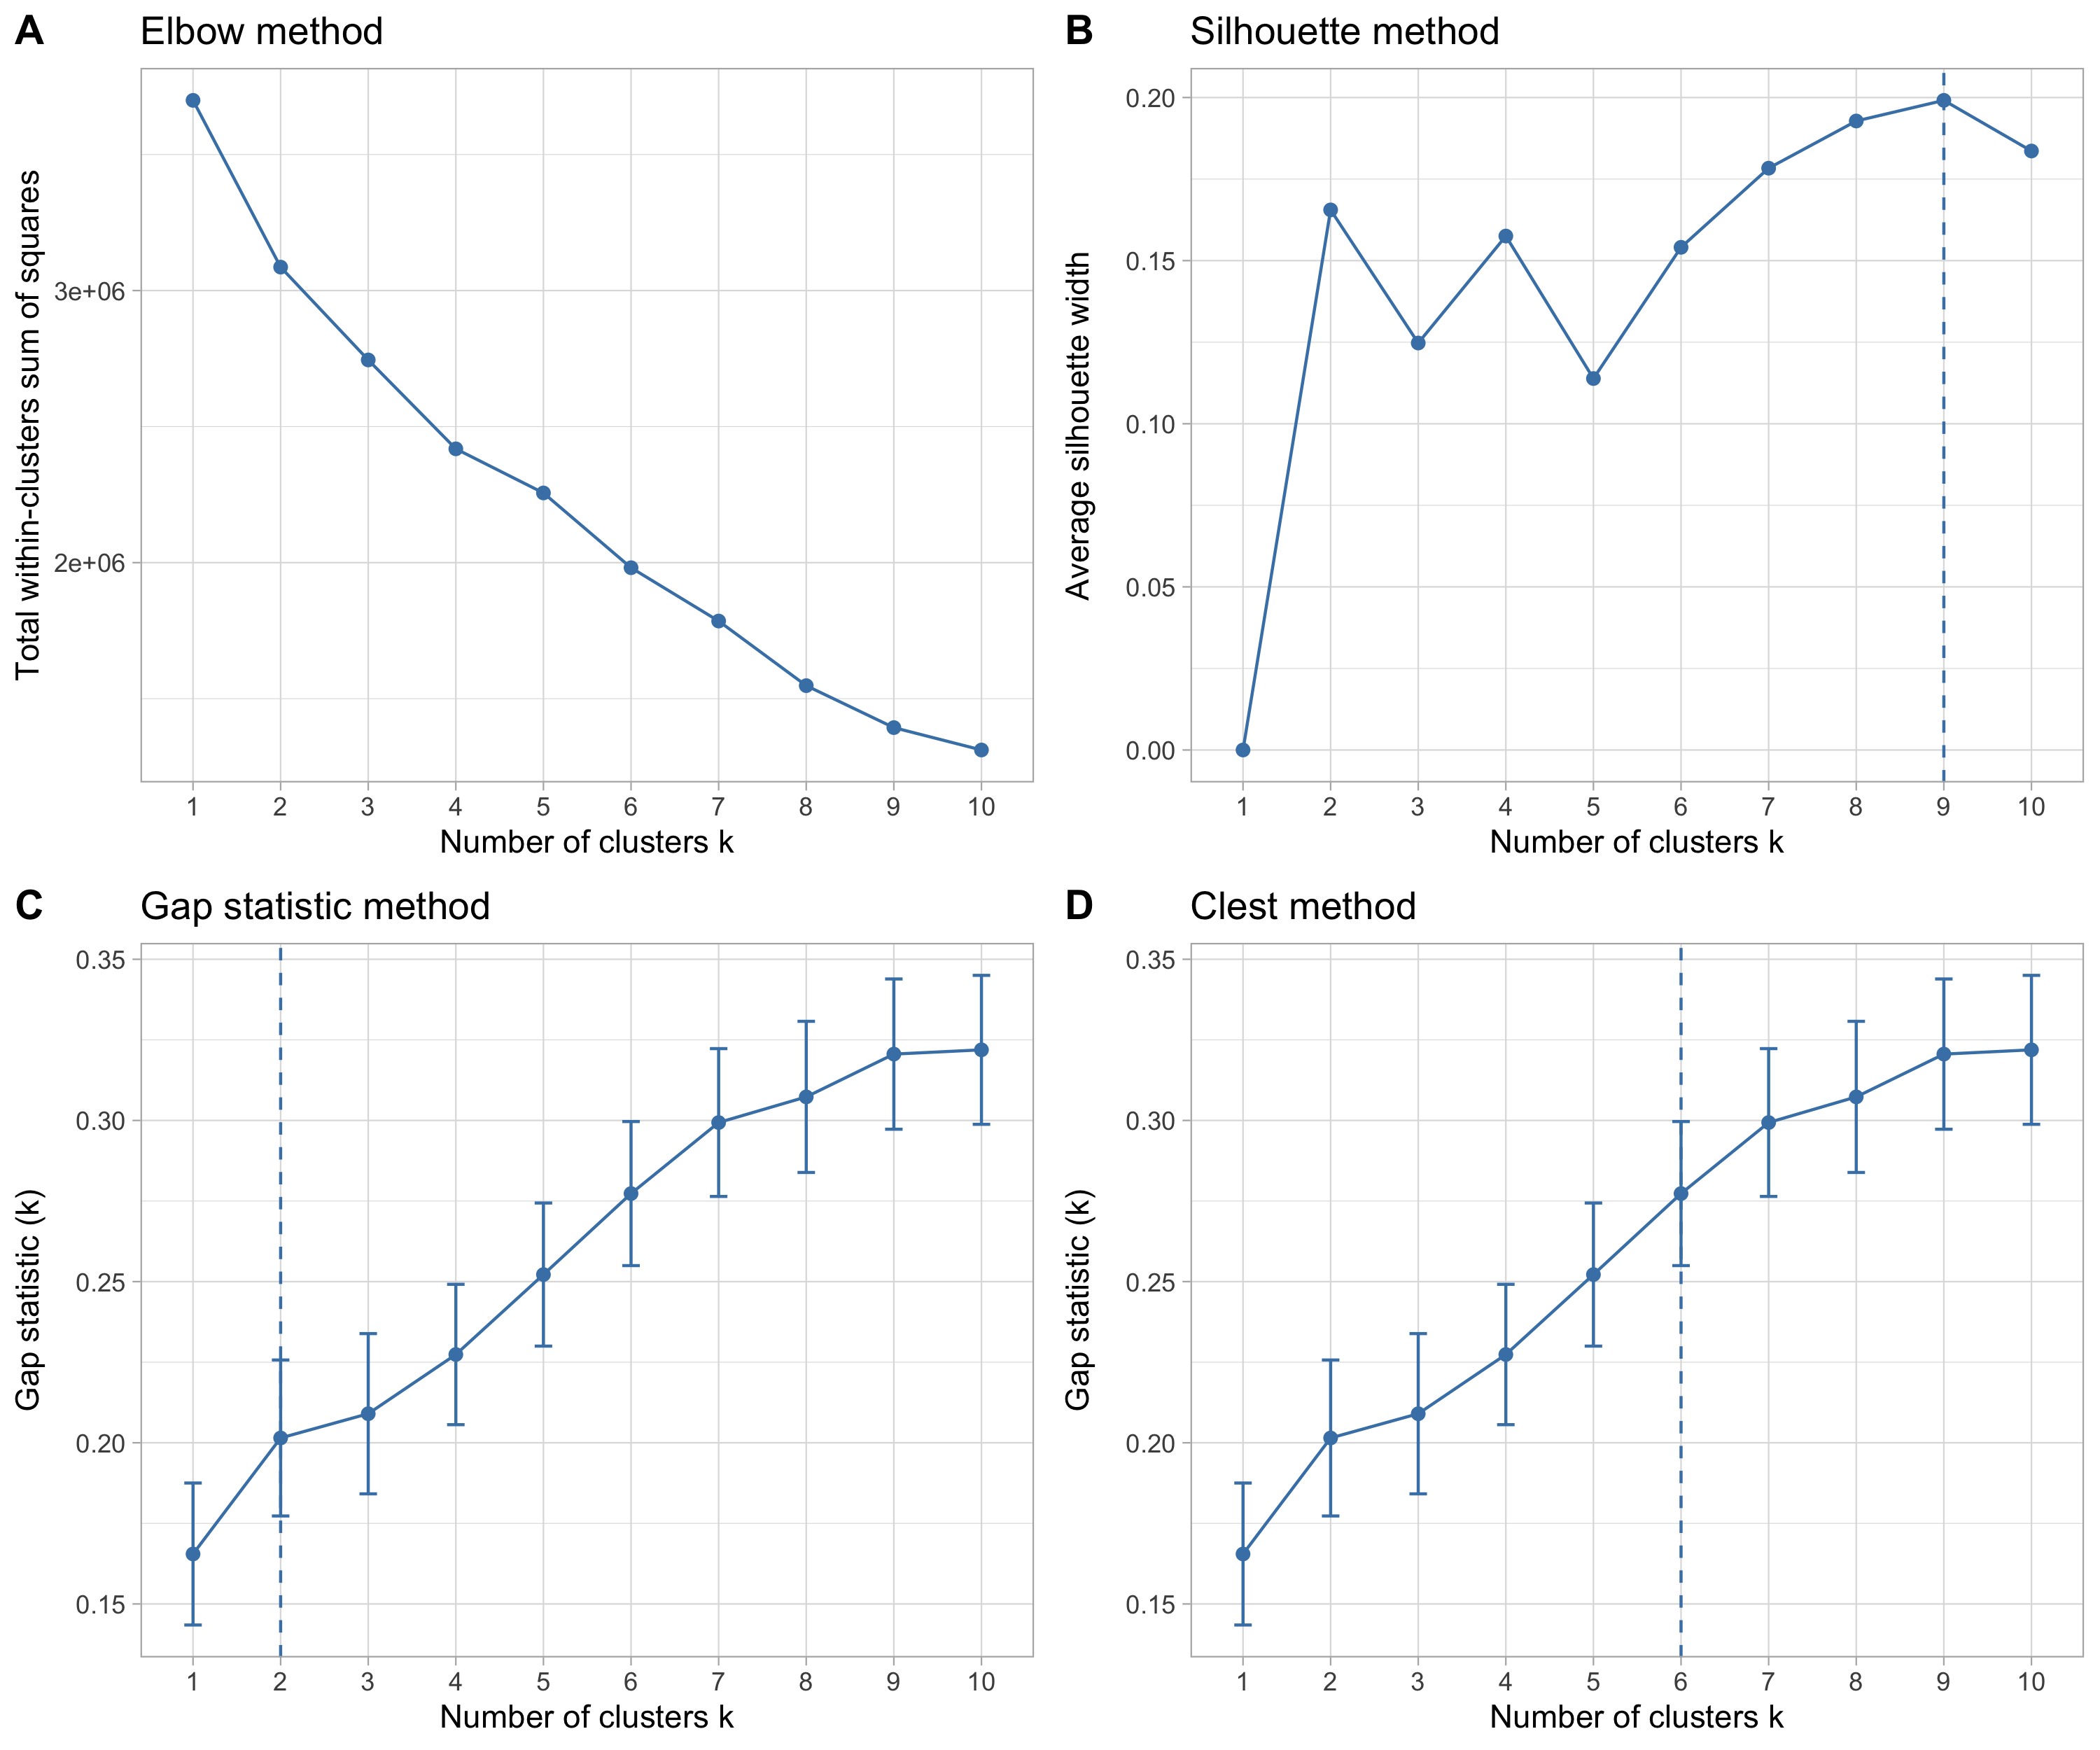 A Elbow method
Total within-clusters sum of squares
3e+06
2e+06
1 2 3 4 5 6 7 8 9 10
Number of clusters k
B Silhouette method
Average silhouette width
0.20
0.15
0.10
0.05
0.00
1 2 3 4 5 6 7 8 9 10
Number of clusters k
C Gap statistic method
Gap statistic (k)
0.35
0.30
0.25
0.20
0.15
1 2 3 4 5 6 7 8 9 10
Number of clusters k
D Clest method
Gap statistic (k)
0.35
0.30
0.25
0.20
0.15
1 2 3 4 5 6 7 8 9 10
Number of clusters k